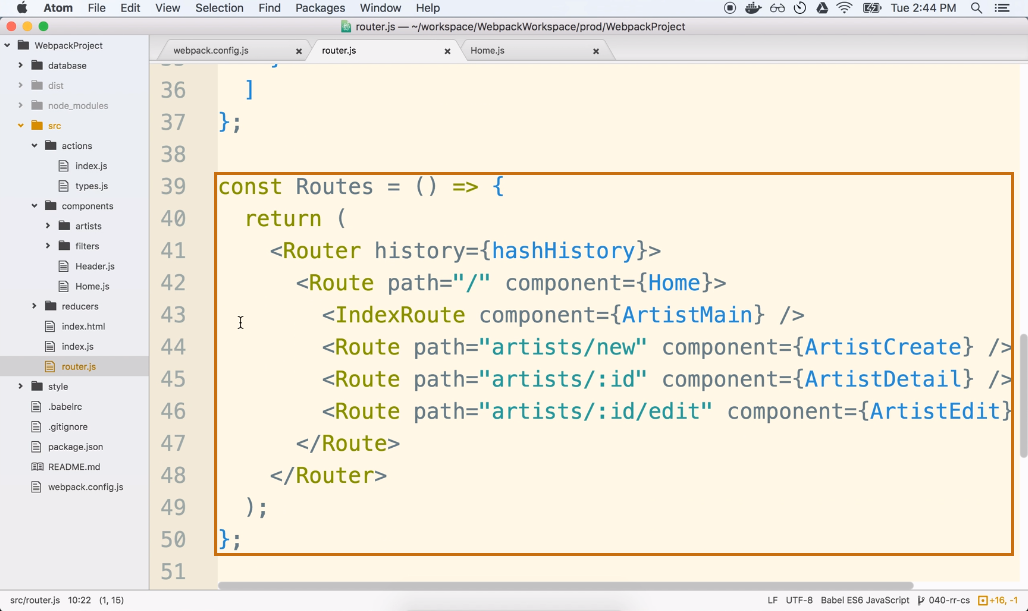 Atom File Edit View Selection Find Packages Window Help
Tue 2:44 PM
router.js — ~/workspace/WebpackWorkspace/prod/WebpackProject
WebpackProject
database
dist
node_modules
src
actions
index.js
types.js
components
artists
filters
Header.js
Home.js
reducers
index.html
index.js
router.js
style
.babelrc
.gitignore
package.json
README.md
webpack.config.js
webpack.config.js
router.js
Home.js
36 ]
37 };
38
39 const Routes = () => {
40 return (
41 <Router history={hashHistory}>
42 <Route path="/" component={Home}>
43 <IndexRoute component={ArtistMain} />
44 <Route path="artists/new" component={ArtistCreate} />
45 <Route path="artists/:id" component={ArtistDetail} />
46 <Route path="artists/:id/edit" component={ArtistEdit}
47 </Route>
48 </Router>
49 );
50 };
51
src/router.js 10:22 (1, 15)
LF UTF-8 Babel ES6 JavaScript 040-rr-cs +16, -1